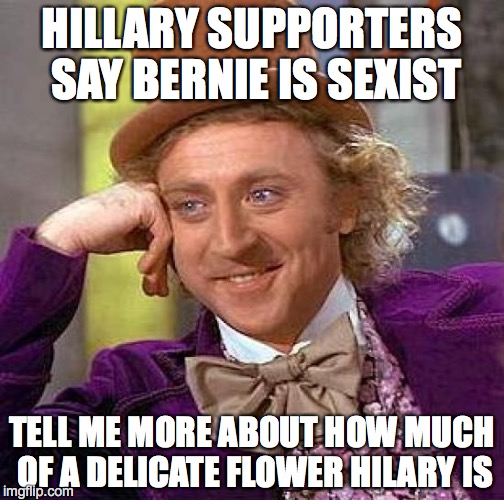 HILLARY SUPPORTERS
SAY BERNIE IS SEXIST
TELL ME MORE ABOUT HOW MUCH
OF A DELICATE FLOWER HILARY IS
imgflip.com